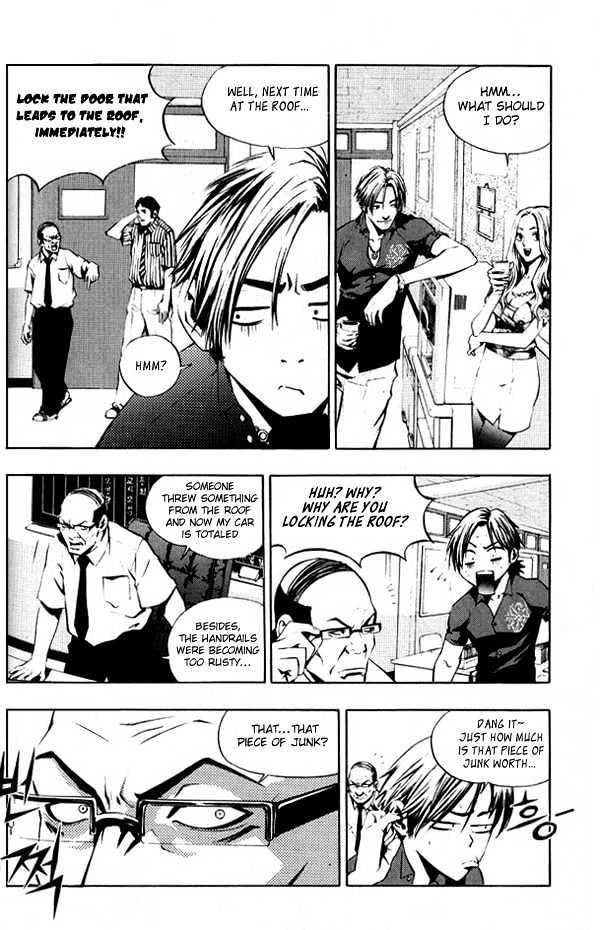 HMM...
WHAT SHOULD
I DO?
WELL, NEXT TIME
AT THE ROOF...
LOCK THE DOOR THAT
LEADS TO THE ROOF,
IMMEDIATELY!!
HMM?
HUH? WHY?
WHY ARE YOU
LOCKING THE ROOF?
SOMEONE
THREW SOMETHING
FROM THE ROOF
AND NOW MY CAR
IS TOTALED
BESIDES,
THE HANDRAILS
WERE BECOMING
TOO RUSTY...
DANG IT~
JUST HOW MUCH
IS THAT PIECE OF
JUNK WORTH...
THAT...THAT
PIECE OF JUNK?
번쩍